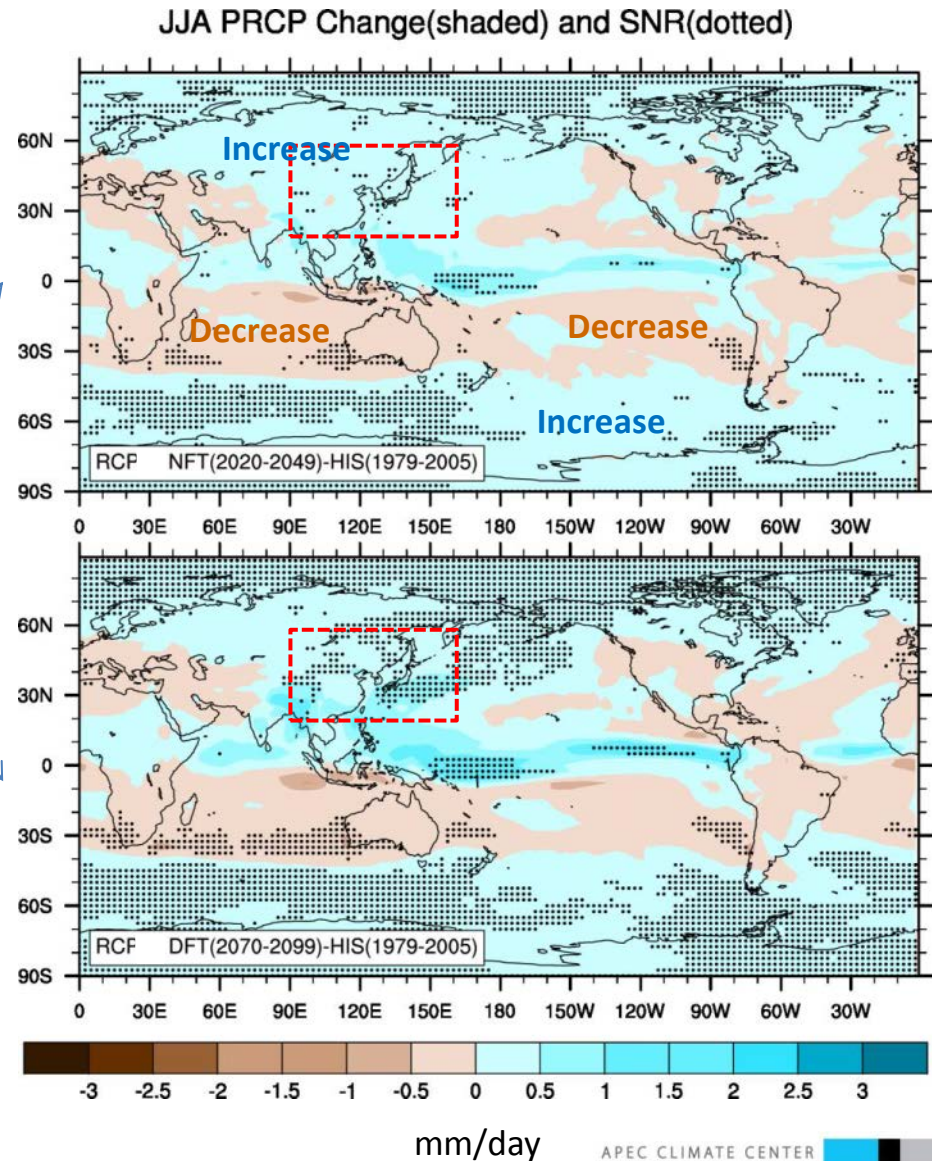 JJA PRCP Change(shaded) and SNR(dotted)
60N
30N
0
30S
60S
90S
Increase
Decrease
Decrease
Increase
RCP NFT(2020-2049)-HIS(1979-2005)
0 30E 60E 90E 120E 150E 180 150W 120W 90W 60W 30W
60N
30N
0
30S
60S
90S
RCP DFT(2070-2099)-HIS(1979-2005)
0 30E 60E 90E 120E 150E 180 150W 120W 90W 60W 30W
-3 -2.5 -2 -1.5 -1 -0.5 0 0.5 1 1.5 2 2.5 3
mm/day
APEC CLIMATE CENTER